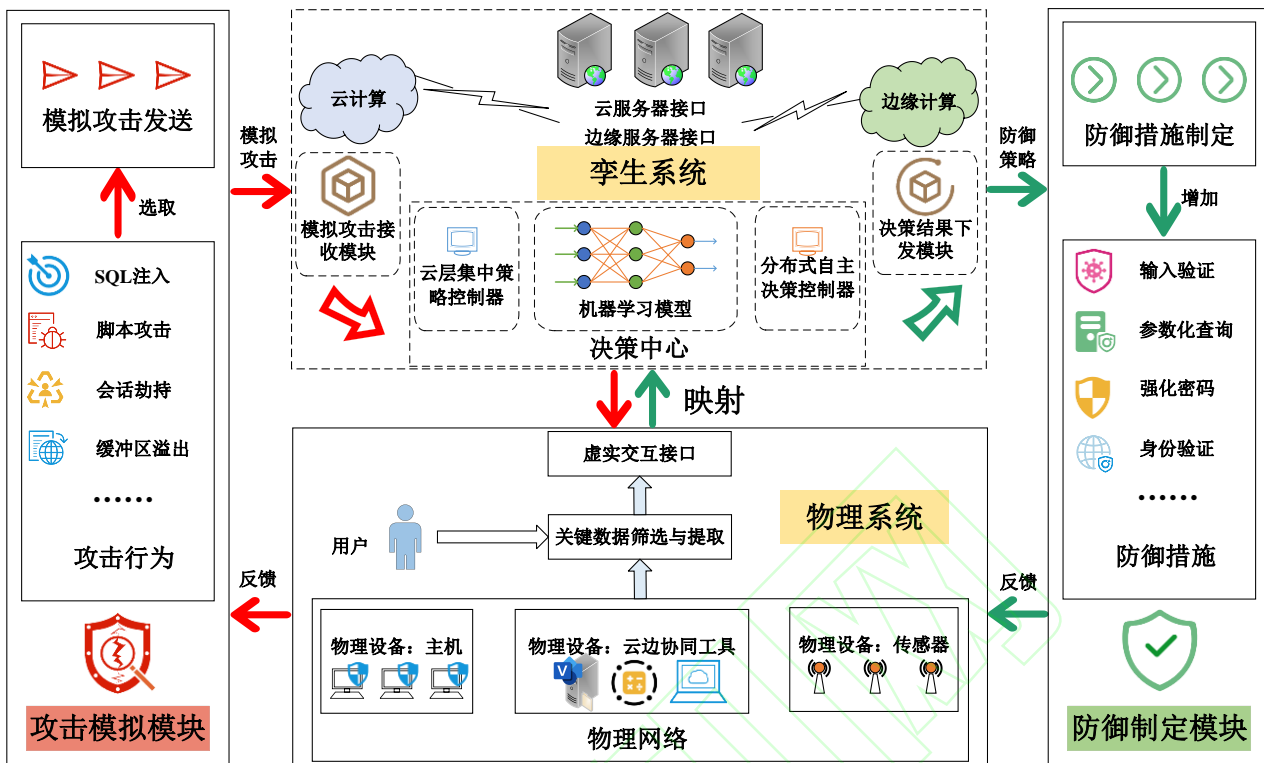 模拟攻击发送
选取
SQL注入
脚本攻击
会话劫持
缓冲区溢出
……
攻击行为
攻击模拟模块
模拟
攻击
云计算
云服务器接口
边缘服务器接口
边缘计算
孪生系统
模拟攻击接
收模块
云层集中策
略控制器
机器学习模型
分布式自主
决策控制器
决策结果下
发模块
决策中心
映射
虚实交互接口
物理系统
用户
关键数据筛选与提取
反馈
物理设备：主机
物理设备：云边协同工具
V
物理设备：传感器
物理网络
防御
策略
反馈
防御措施制定
增加
输入验证
参数化查询
强化密码
身份验证
……
防御措施
防御制定模块